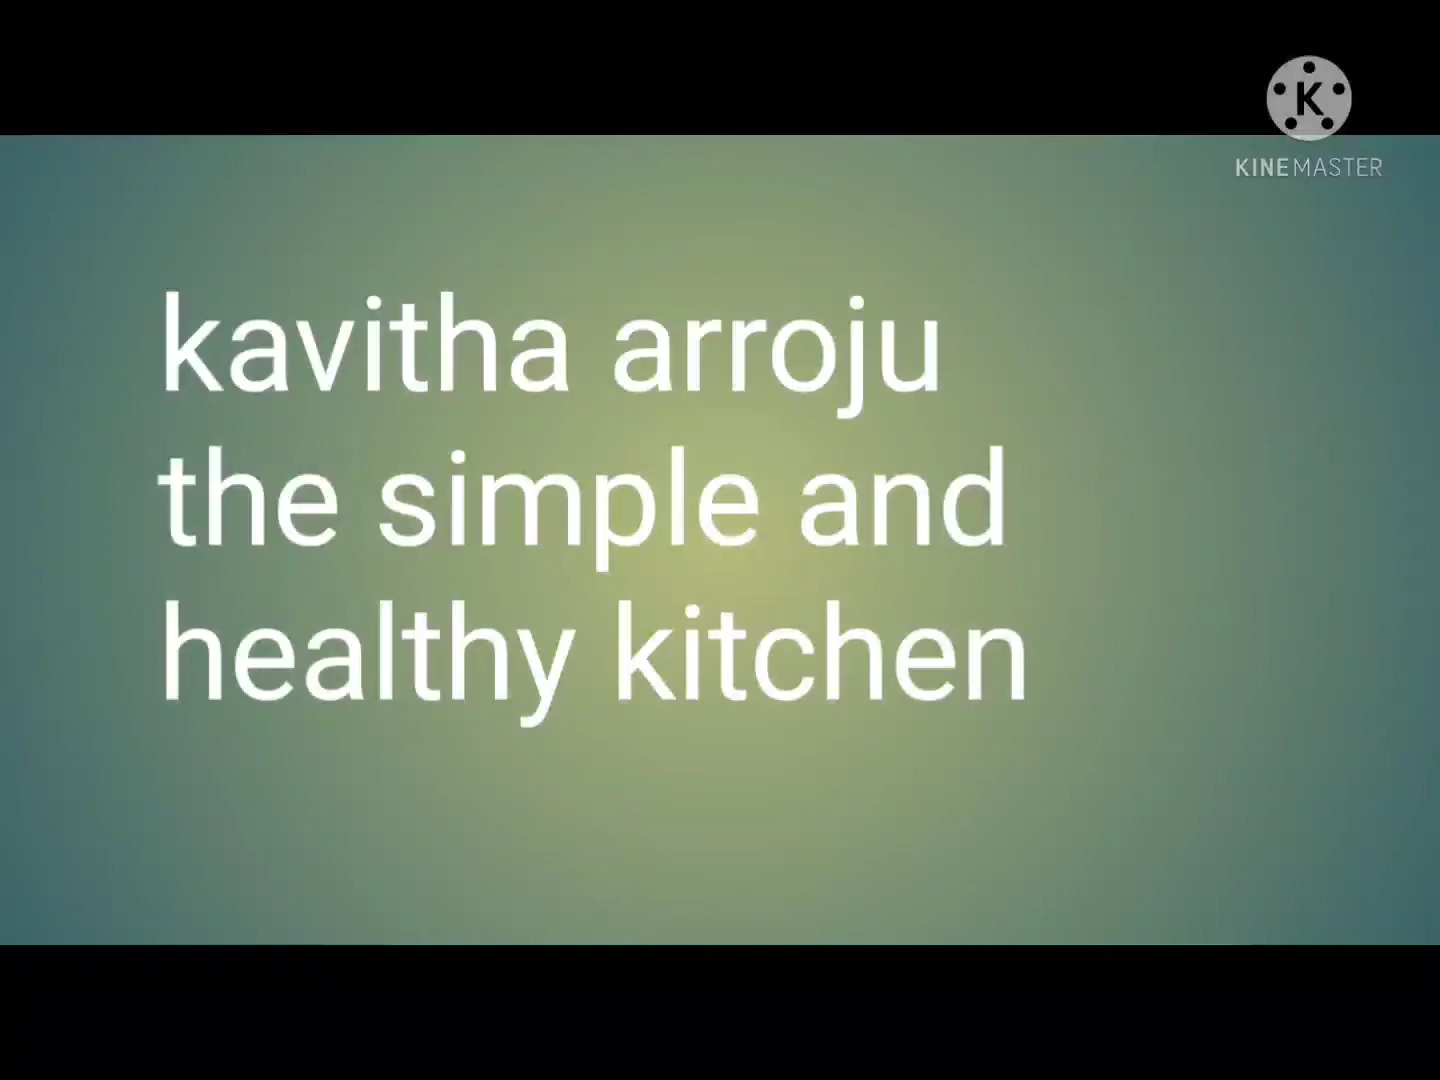 K
KINEMASTER
kavitha arroju
the simple and
healthy kitchen